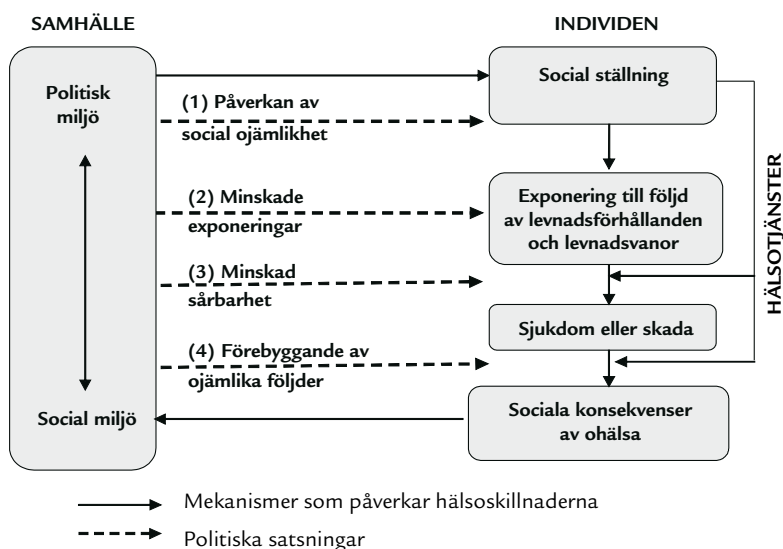 SAMHÄLLE
INDIVIDEN
Politisk
miljö
Social miljö
(1) Påverkan av
social ojämlikhet
(2) Minskade
exponeringar
(3) Minskad
sårbarhet
(4) Förebyggande av
ojämlika följder
Social ställning
Exponering till följd
av levnadsförhållanden
och levnadsvanor
Sjukdom eller skada
Sociala konsekvenser
av ohälsa
HÄLSOTJÄNSTER
Mekanismer som påverkar hälsoskillnaderna
Politiska satsningar